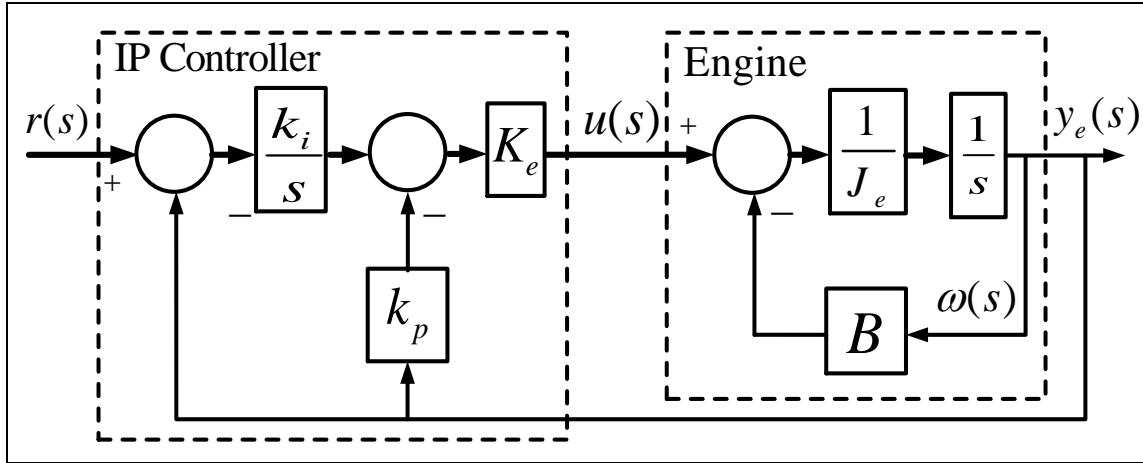 IP Controller
Engine
r(s)
+
−
k_i
s
−
K_e
u(s)
+
−
1
J_e
1
s
y_e(s)
k_p
B
ω(s)